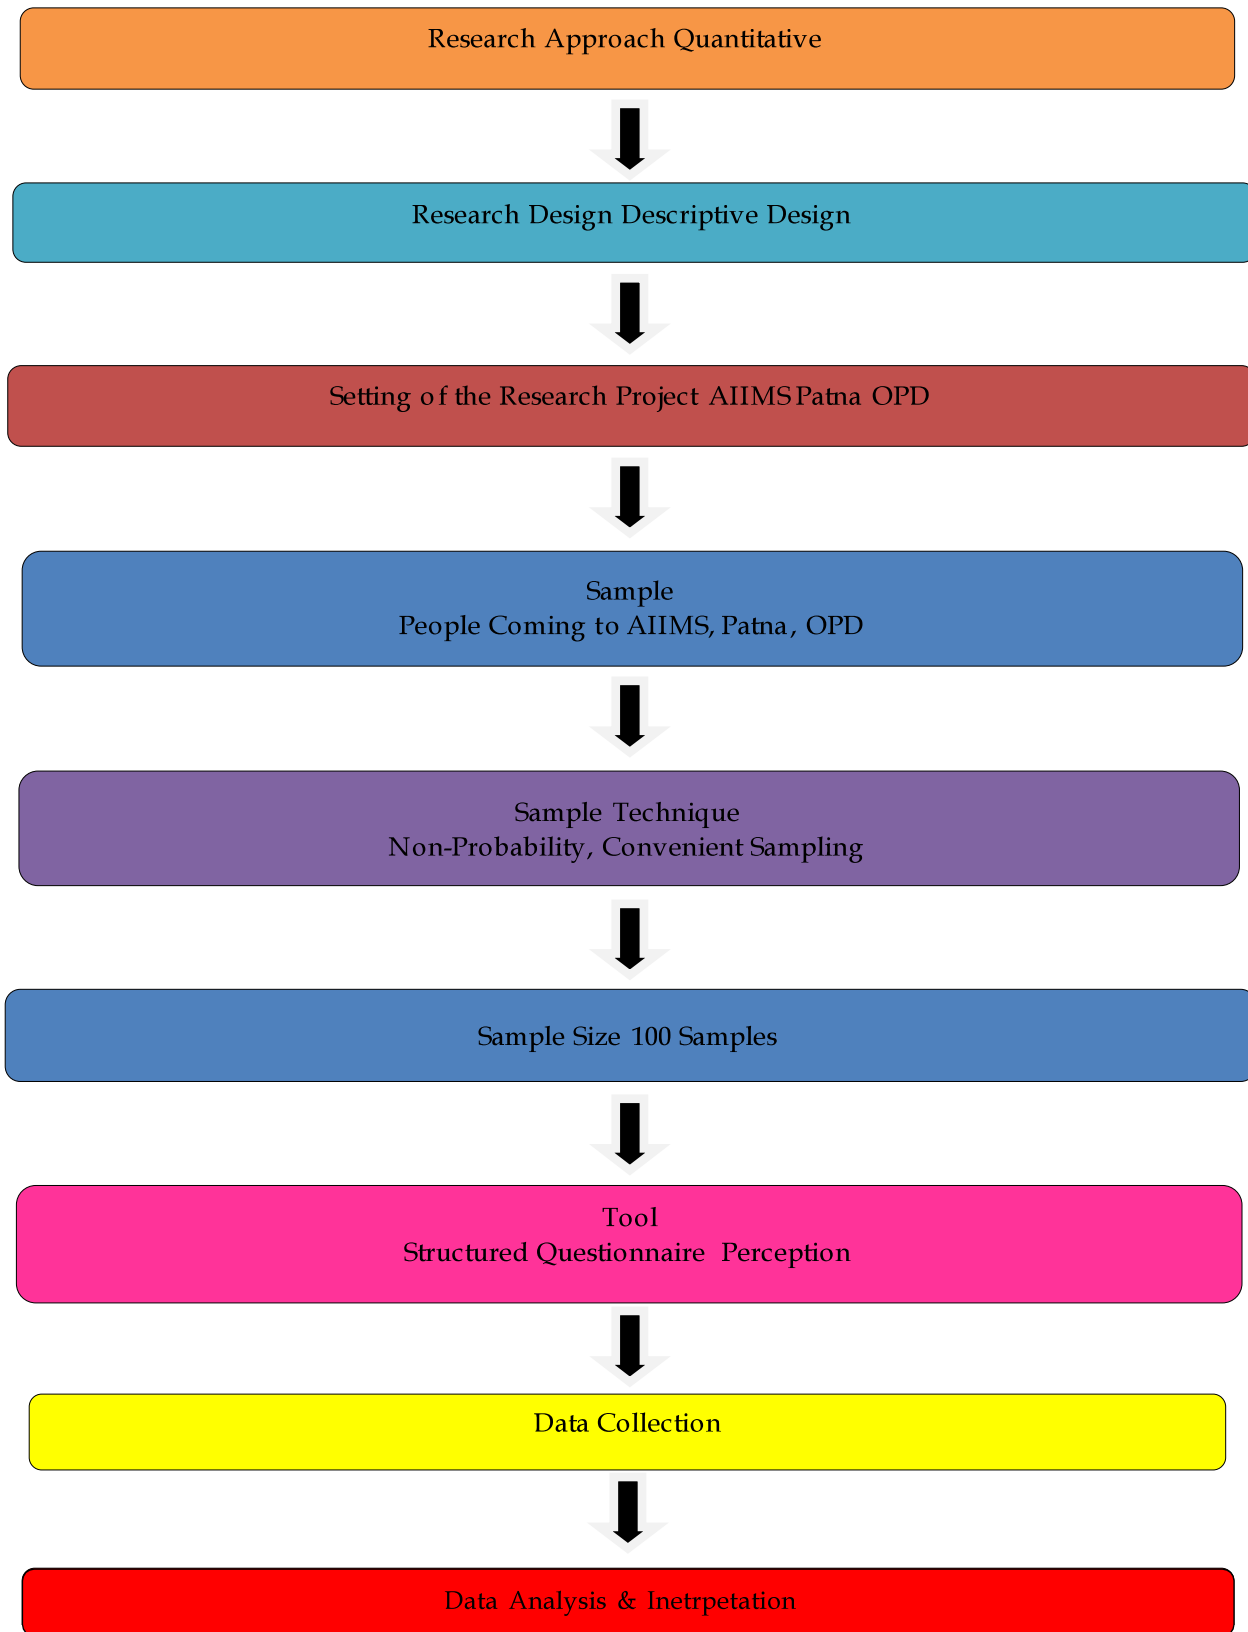 Research Approach Quantitative
Research Design Descriptive Design
Setting of the Research Project AIIMS Patna OPD
Sample
People Coming to AIIMS, Patna, OPD
Sample Technique
Non-Probability, Convenient Sampling
Sample Size 100 Samples
Tool
Structured Questionnaire Perception
Data Collection
Data Analysis & Inetrpetation